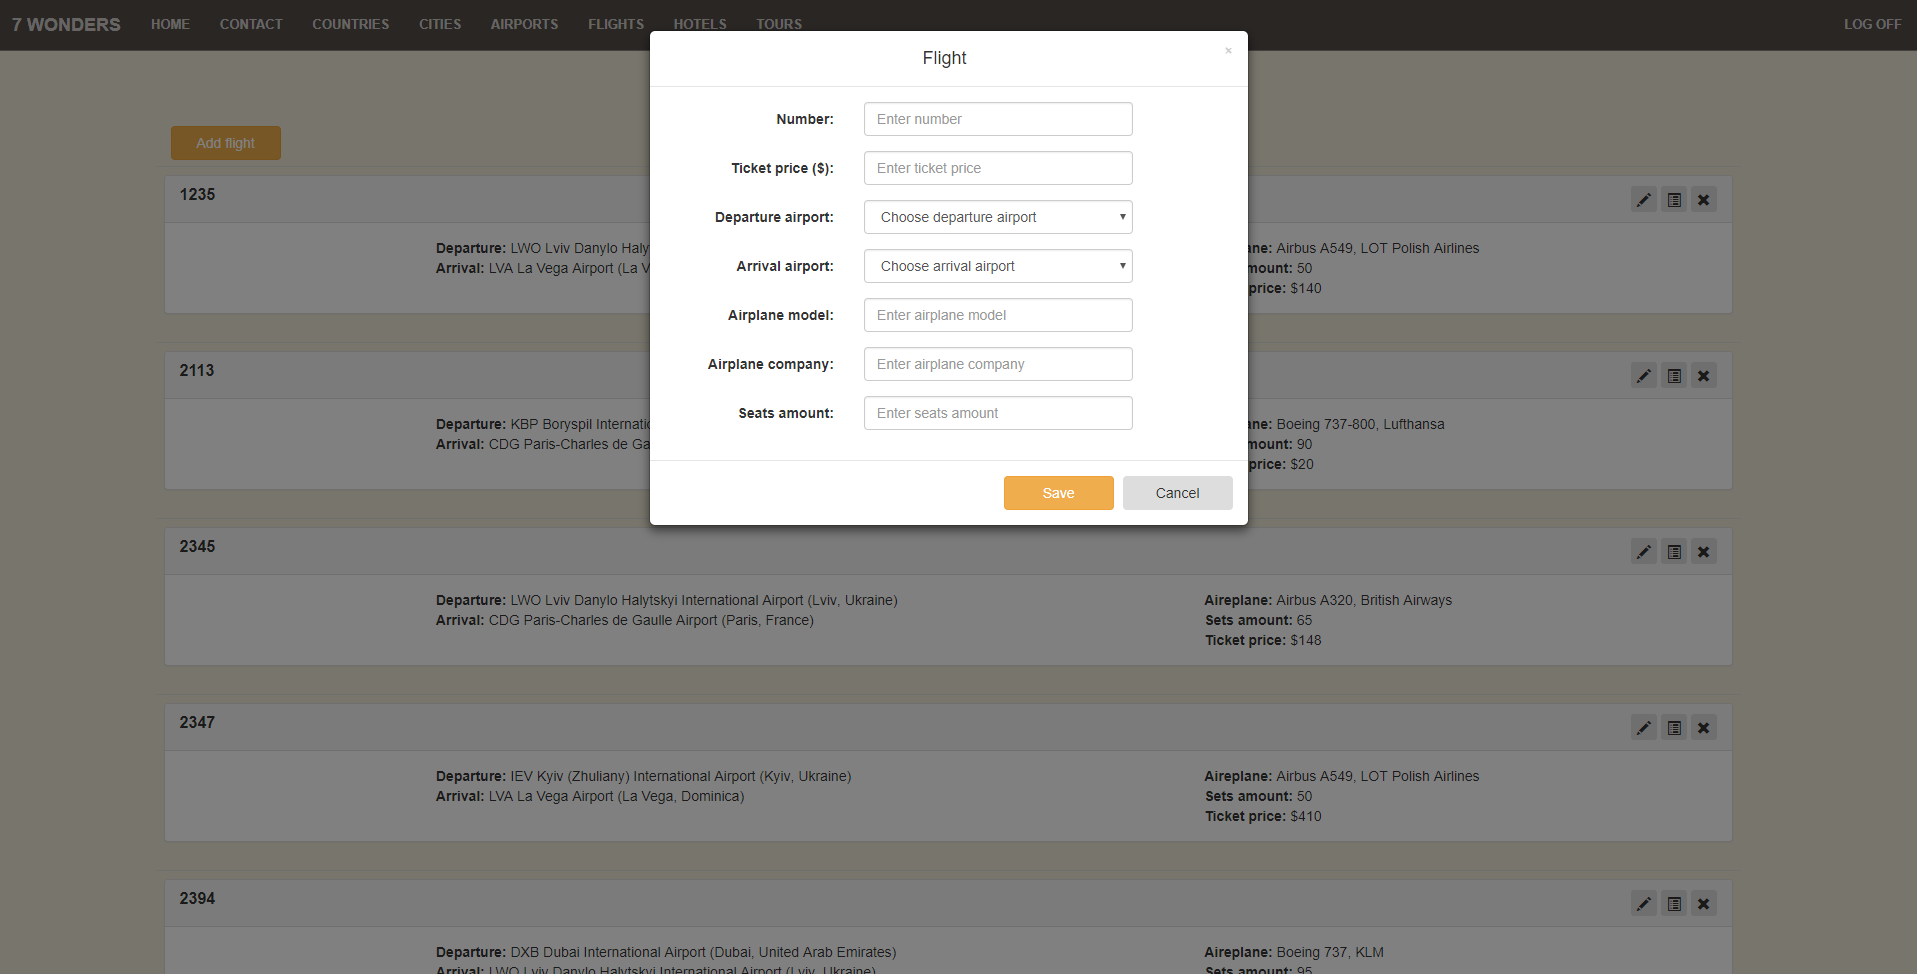 7 WONDERS HOME CONTACT COUNTRIES CITIES AIRPORTS FLIGHTS HOTELS TOURS LOG OFF
Flight ×
Number: Enter number
Ticket price ($): Enter ticket price
Departure airport: Choose departure airport
Arrival airport: Choose arrival airport
Airplane model: Enter airplane model
Airplane company: Enter airplane company
Seats amount: Enter seats amount
Save Cancel
Add flight
1235
Departure: LWO Lviv Danylo Haly
Arrival: LVA La Vega Airport (La V
ane: Airbus A549, LOT Polish Airlines
mount: 50
price: $140
2113
Departure: KBP Boryspil Internatio
Arrival: CDG Paris-Charles de Ga
ane: Boeing 737-800, Lufthansa
mount: 90
price: $20
2345
Departure: LWO Lviv Danylo Halytskyi International Airport (Lviv, Ukraine)
Arrival: CDG Paris-Charles de Gaulle Airport (Paris, France)
Aireplane: Airbus A320, British Airways
Sets amount: 65
Ticket price: $148
2347
Departure: IEV Kyiv (Zhuliany) International Airport (Kyiv, Ukraine)
Arrival: LVA La Vega Airport (La Vega, Dominica)
Aireplane: Airbus A549, LOT Polish Airlines
Sets amount: 50
Ticket price: $410
2394
Departure: DXB Dubai International Airport (Dubai, United Arab Emirates)
Arrival: LWO Lviv Danylo Halytskyi International Airport (Lviv, Ukraine)
Aireplane: Boeing 737, KLM
Sets amount: 95